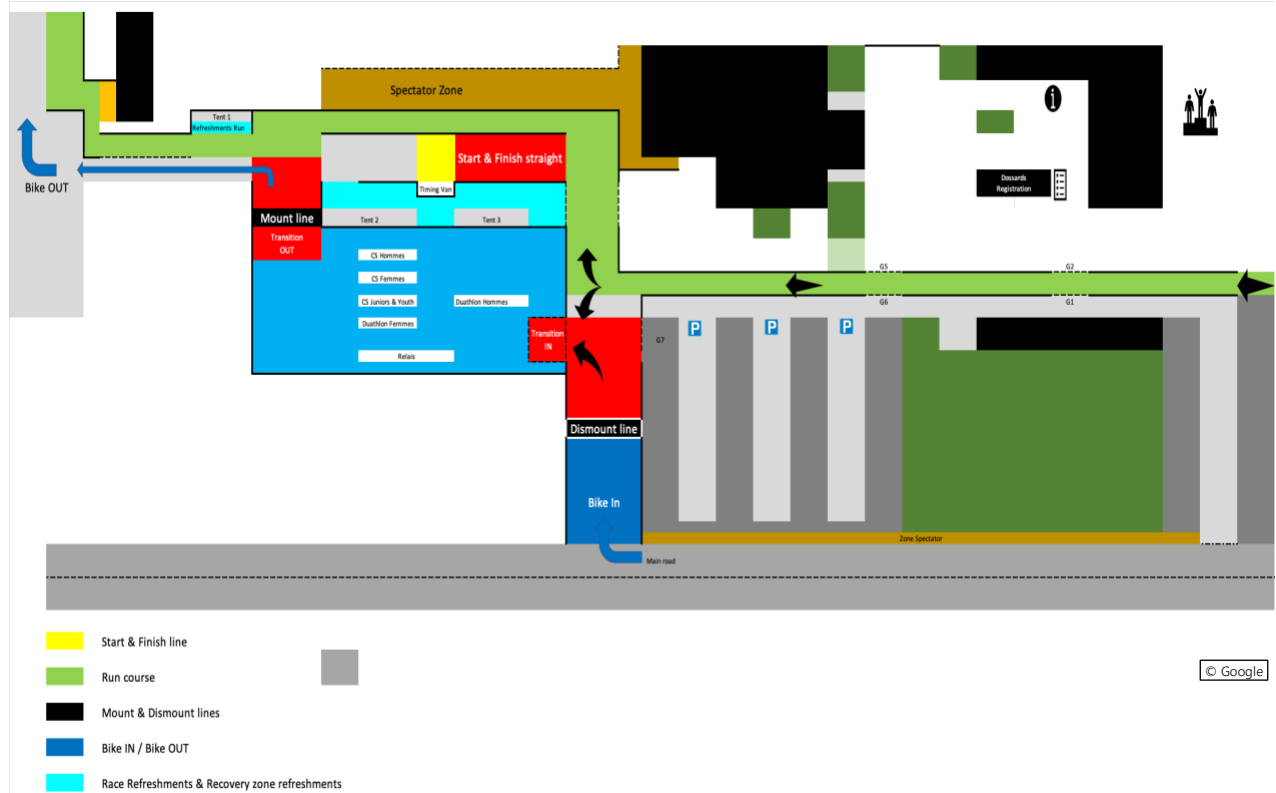 Spectator Zone
Tent 1
Refreshments Run
Start & Finish straight
Bike OUT
Timing Van
Dossards
Registration
Mount line
Tent 2
Tent 3
Transition
OUT
CS Hommes
CS Femmes
CS Juniors & Youth
Duathlon Hommes
Duathlon Femmes
Relais
Transition
IN
G5
G2
G6
G1
P
P
P
G7
Dismount line
Bike In
Zone Spectator
Main road
Start & Finish line
Run course
© Google
Mount & Dismount lines
Bike IN / Bike OUT
Race Refreshments & Recovery zone refreshments